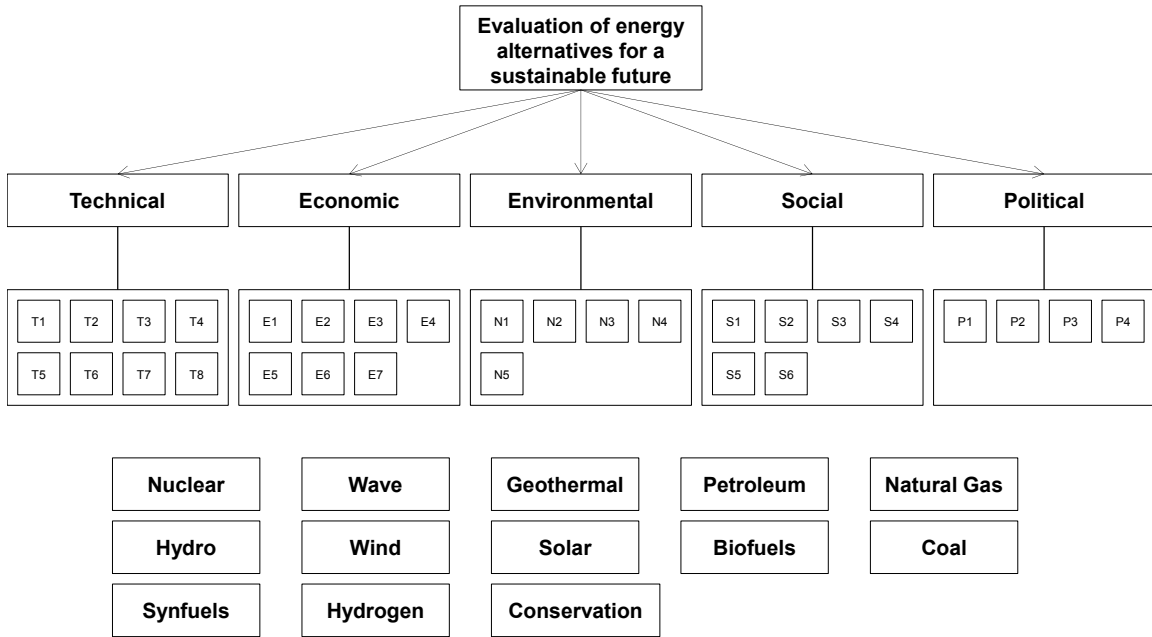 Evaluation of energy
alternatives for a
sustainable future
Technical Economic Environmental Social Political
T1 T2 T3 T4 E1 E2 E3 E4 N1 N2 N3 N4 S1 S2 S3 S4 P1 P2 P3 P4
T5 T6 T7 T8 E5 E6 E7 N5 S5 S6
Nuclear Wave Geothermal Petroleum Natural Gas
Hydro Wind Solar Biofuels Coal
Synfuels Hydrogen Conservation